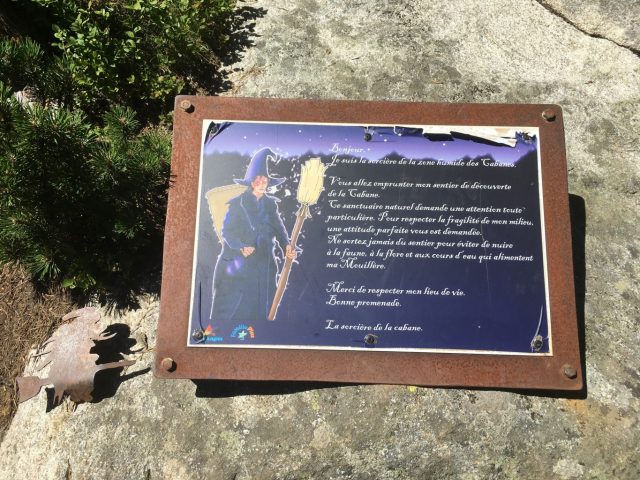 Bonjour.
Je suis la sorcière de la zone humide des Cabanes.
Vous allez emprunter mon sentier de découverte
de la Cabane.
Ce sanctuaire naturel demande une attention toute
particulière. Pour respecter la fragilité de mon milieu,
une attitude parfaite vous est demandée.
Ne sortez jamais du sentier pour éviter de nuire
à la faune, à la flore et aux cours d'eau qui alimentent
ma Mouillère.
Merci de respecter mon lieu de vie.
Bonne promenade.
La sorcière de la cabane.
Angles